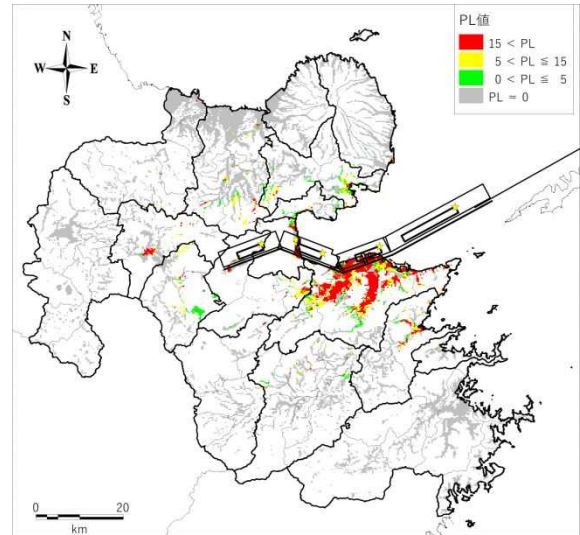 N
W E
S
PL値
15 < PL
5 < PL ≦ 15
0 < PL ≦ 5
PL = 0
0 20
km